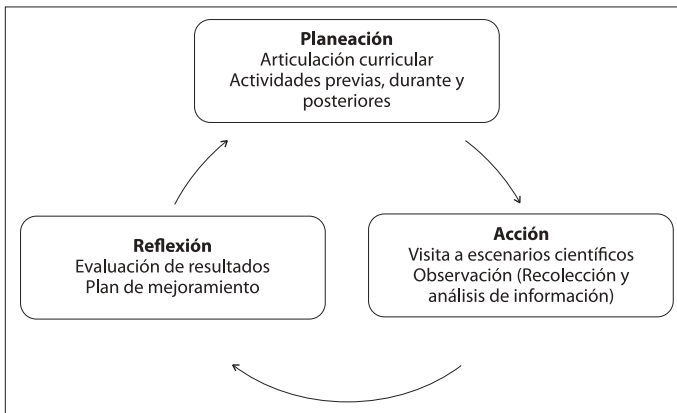 Planeación
Articulación curricular
Actividades previas, durante y
posteriores
Reflexión
Evaluación de resultados
Plan de mejoramiento
Acción
Visita a escenarios científicos
Observación (Recolección y
análisis de información)